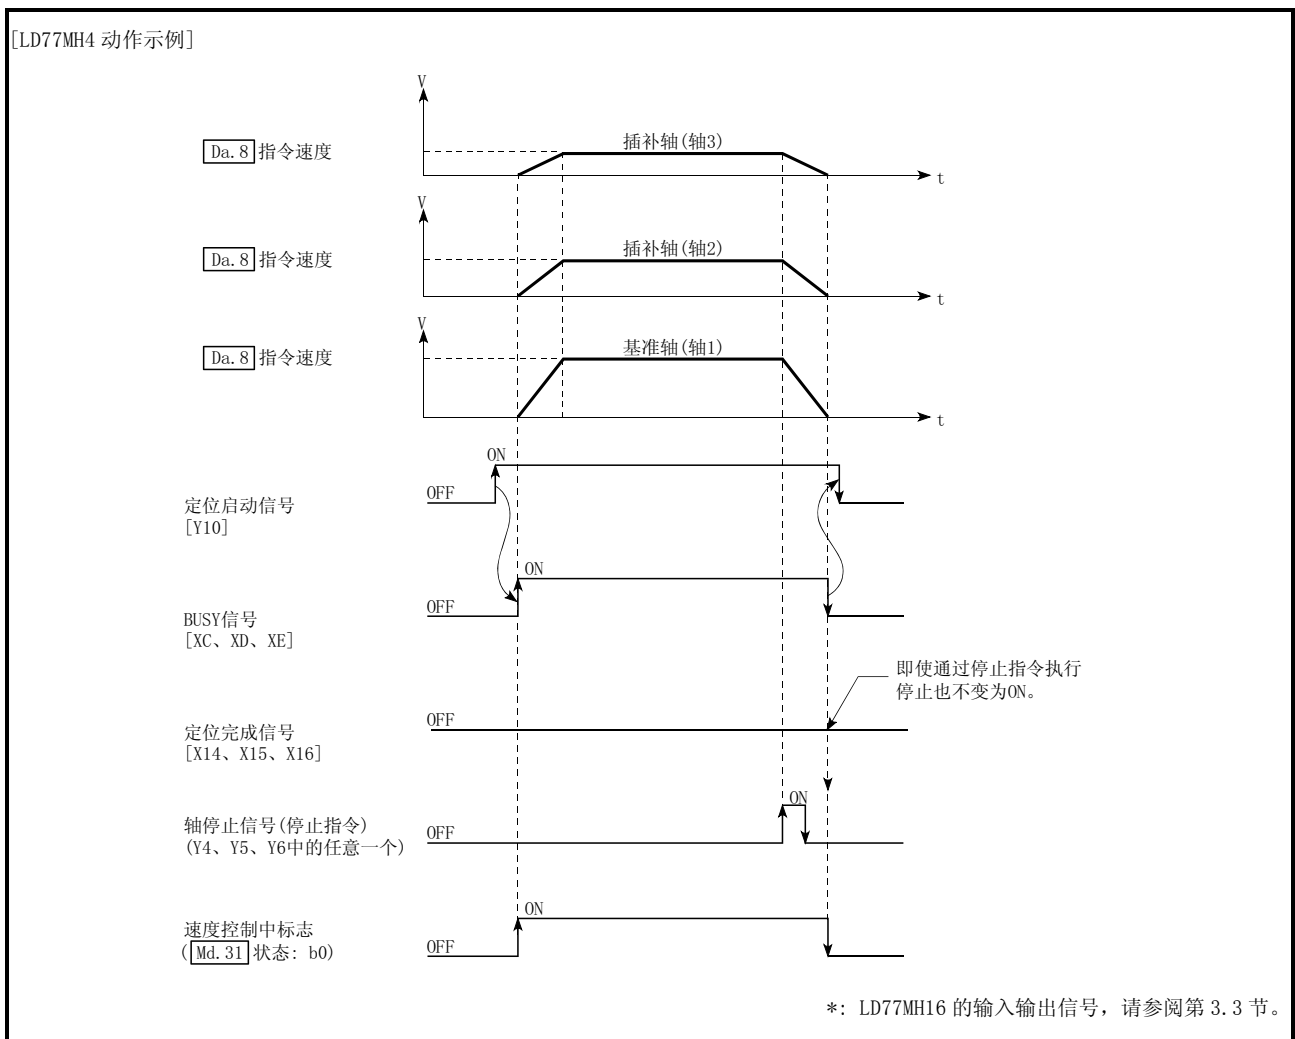 [LD77MH4 动作示例]
V
插补轴(轴3)
Da.8 指令速度
t
V
插补轴(轴2)
Da.8 指令速度
t
V
基准轴(轴1)
Da.8 指令速度
t
ON
OFF
定位启动信号
[Y10]
ON
OFF
BUSY信号
[XC、XD、XE]
即使通过停止指令执行
停止也不变为ON。
OFF
定位完成信号
[X14、X15、X16]
ON
轴停止信号(停止指令)
OFF
(Y4、Y5、Y6中的任意一个)
ON
速度控制中标志
OFF
(Md.31 状态: b0)
*: LD77MH16 的输入输出信号，请参阅第 3.3 节。